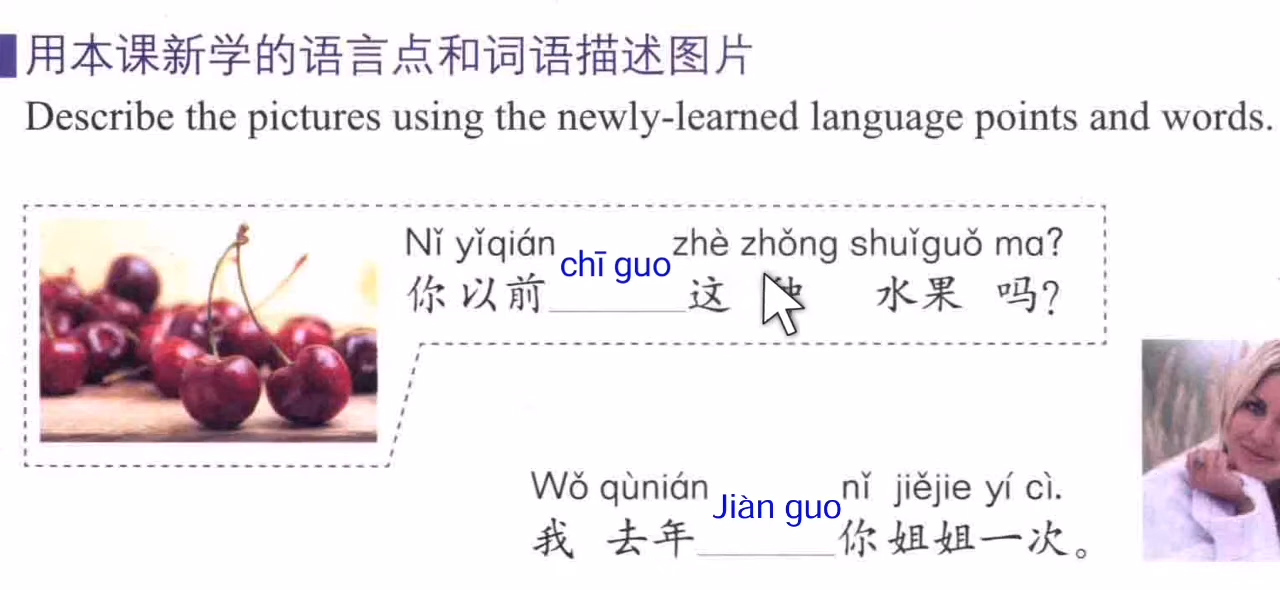 用本课新学的语言点和词语描述图片
Describe the pictures using the newly-learned language points and words.
Nǐ yǐqián chī guo zhè zhǒng shuǐguǒ ma?
你以前______这 水果 吗?
Wǒ qùnián Jiàn guo nǐ jiějie yí cì.
我 去年______你姐姐一次。